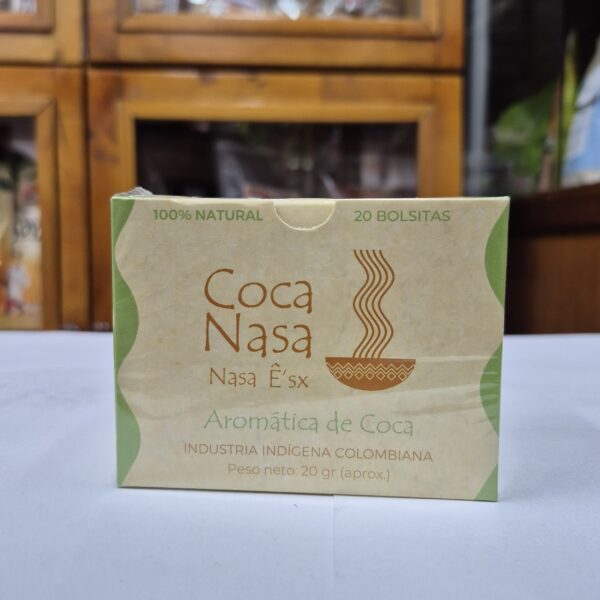 100% NATURAL
20 BOLSITAS
Coca
Nasa
Nasa Ê'sx
Aromática de Coca
INDUSTRIA INDÍGENA COLOMBIANA
Peso neto: 20 gr (aprox.)